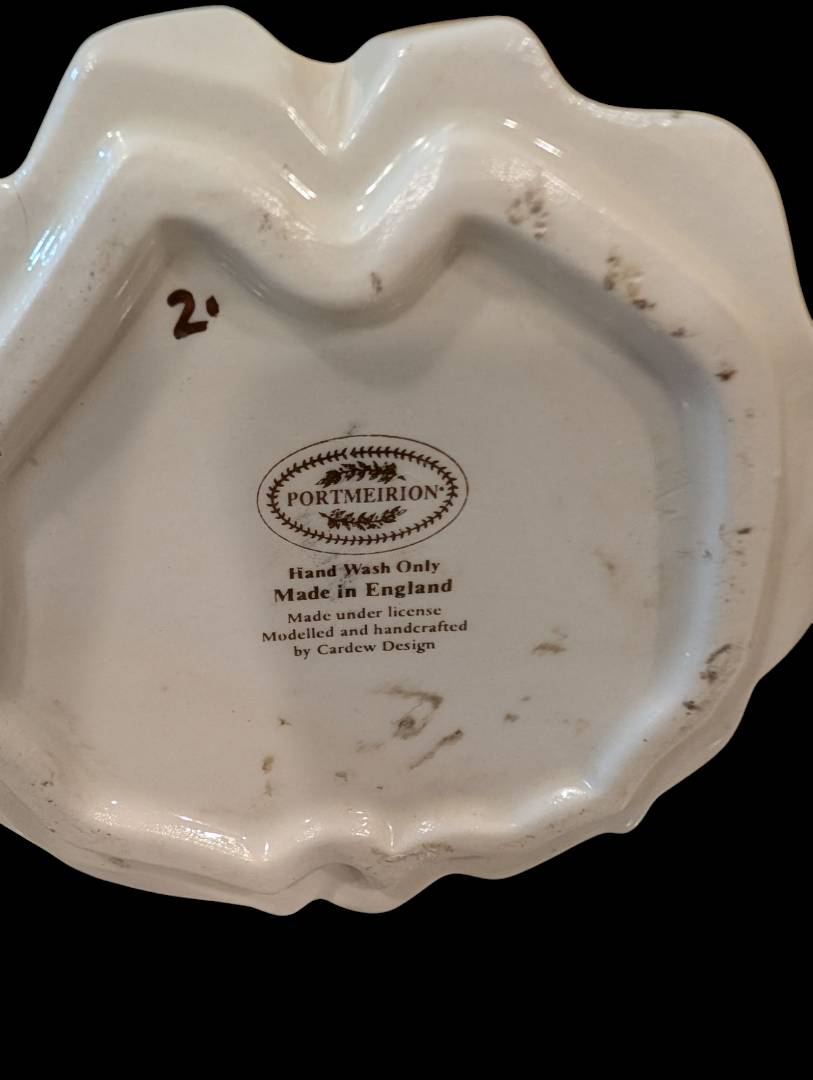 2.
PORTMEIRION
Hand Wash Only
Made in England
Made under license
Modelled and handcrafted
by Cardew Design